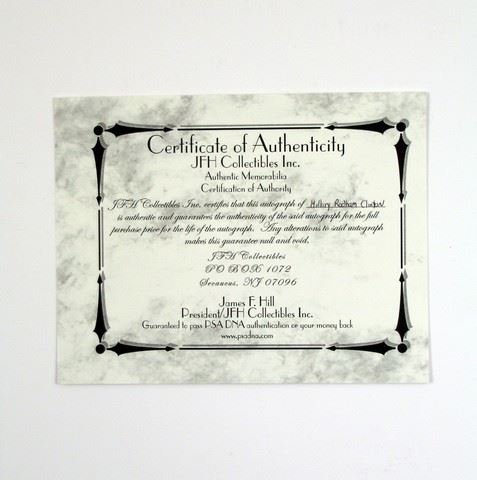 Certificate of Authenticity
JFH Collectibles Inc.
Authentic Memorabilia
Certification of Authority
JFH Collectibles Inc. certifies that this autograph of Hillary Rodham Clinton
is authentic and guarantees the authenticity of the said autograph for the full
purchase price for the life of the autograph. Any alterations to said autograph
makes this guarantee null and void.
JFH Collectibles
PO BOX 1072
Secaucus, NJ 07096
James F. Hill
President/JFH Collectibles Inc.
Guaranteed to pass PSA DNA authentication or your money back
www.psadna.com